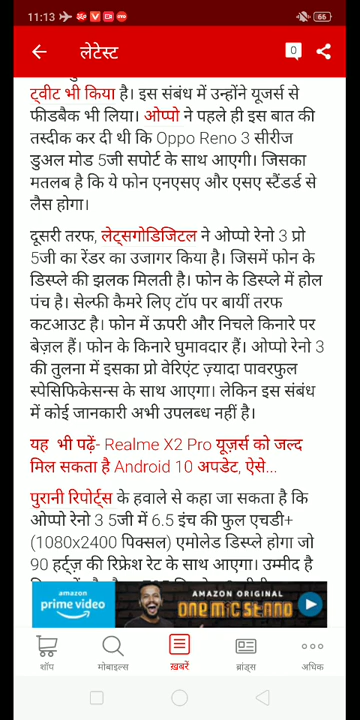 11:13
66
लेटेस्ट
0
ट्वीट भी किया है। इस संबंध में उन्होंने यूजर्स से
फीडबैक भी लिया। ओप्पो ने पहले ही इस बात की
तस्दीक कर दी थी कि Oppo Reno 3 सीरीज
डुअल मोड 5जी सपोर्ट के साथ आएगी। जिसका
मतलब है कि ये फोन एनएसए और एसए स्टैंडर्ड से
लैस होगा।
दूसरी तरफ, लेट्सगोडिजिटल ने ओप्पो रेनो 3 प्रो
5जी का रेंडर का उजागर किया है। जिसमें फोन के
डिस्प्ले की झलक मिलती है। फोन के डिस्प्ले में होल
पंच है। सेल्फी कैमरे लिए टॉप पर बायीं तरफ
कटआउट है। फोन में ऊपरी और निचले किनारे पर
बेज़ल हैं। फोन के किनारे घुमावदार हैं। ओप्पो रेनो 3
की तुलना में इसका प्रो वेरिएंट ज़्यादा पावरफुल
स्पेसिफिकेसन्स के साथ आएगा। लेकिन इस संबंध
में कोई जानकारी अभी उपलब्ध नहीं है।
यह भी पढ़ें- Realme X2 Pro यूज़र्स को जल्द
मिल सकता है Android 10 अपडेट, ऐसे...
पुरानी रिपोर्ट्स के हवाले से कहा जा सकता है कि
ओप्पो रेनो 3 5जी में 6.5 इंच की फुल एचडी+
(1080x2400 पिक्सल) एमोलेड डिस्प्ले होगा जो
90 हर्ट्ज़ की रिफ्रेश रेट के साथ आएगा। उम्मीद है
amazon
prime video
AMAZON ORIGINAL
ONE MIC STAND
शॉप
मोबाइल्स
ख़बरें
ब्रांड्स
अधिक